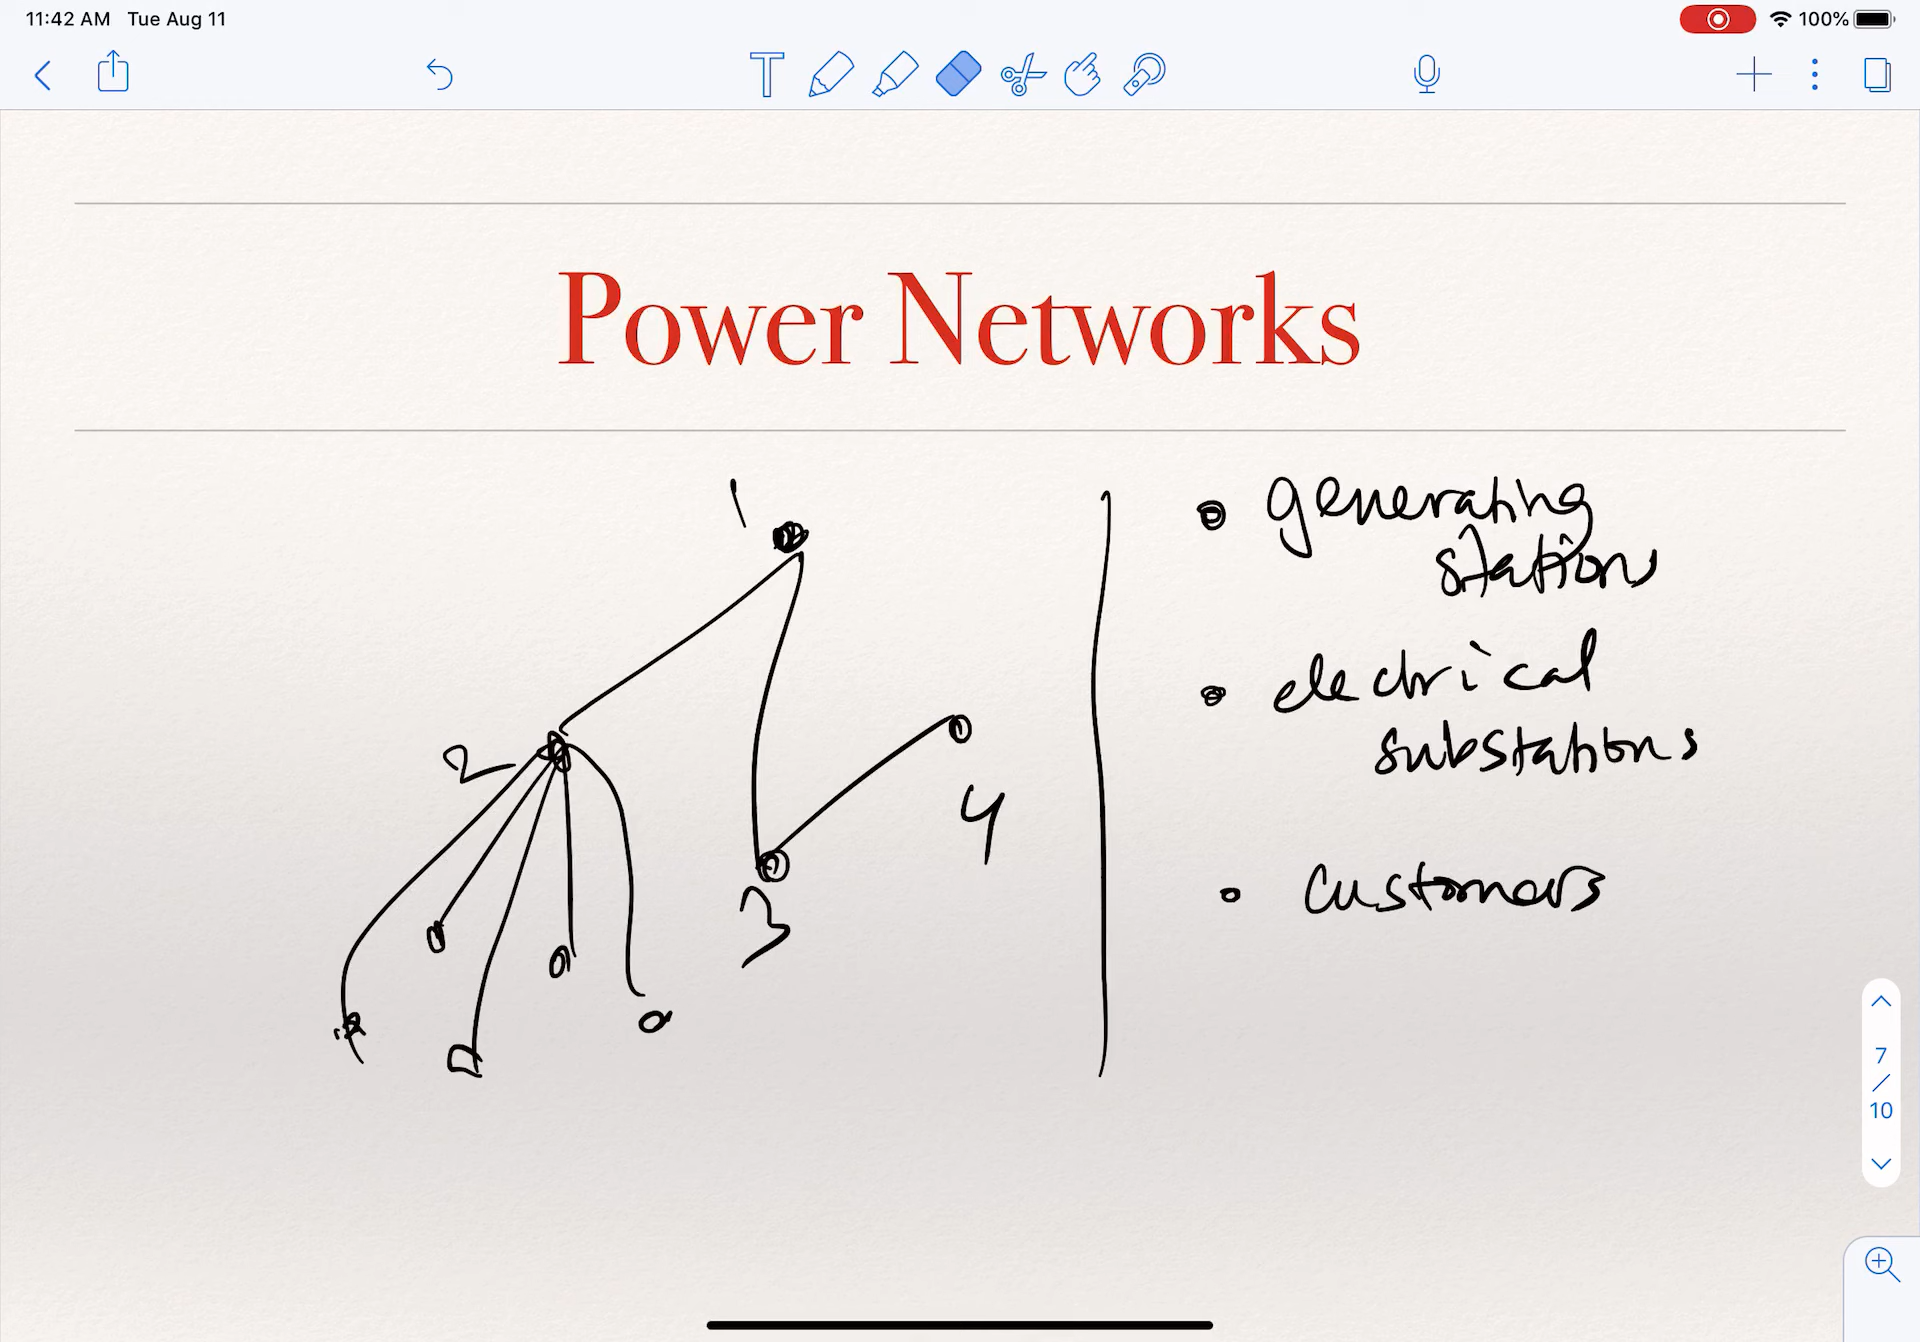 11:42 AM Tue Aug 11
100%
T
Power Networks
1
generating
stations
electrical
2
substations
4
customers
3
7
/
10